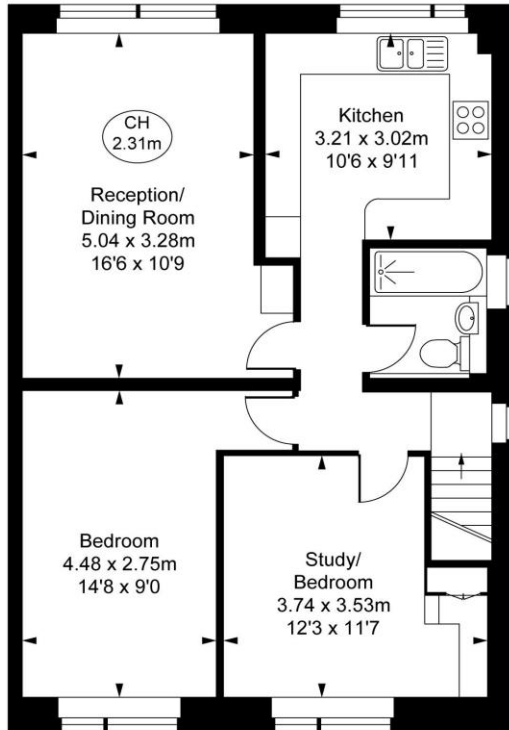 CH
2.31m
Reception/
Dining Room
5.04 x 3.28m
16'6 x 10'9
Kitchen
3.21 x 3.02m
10'6 x 9'11
Bedroom
4.48 x 2.75m
14'8 x 9'0
Study/
Bedroom
3.74 x 3.53m
12'3 x 11'7